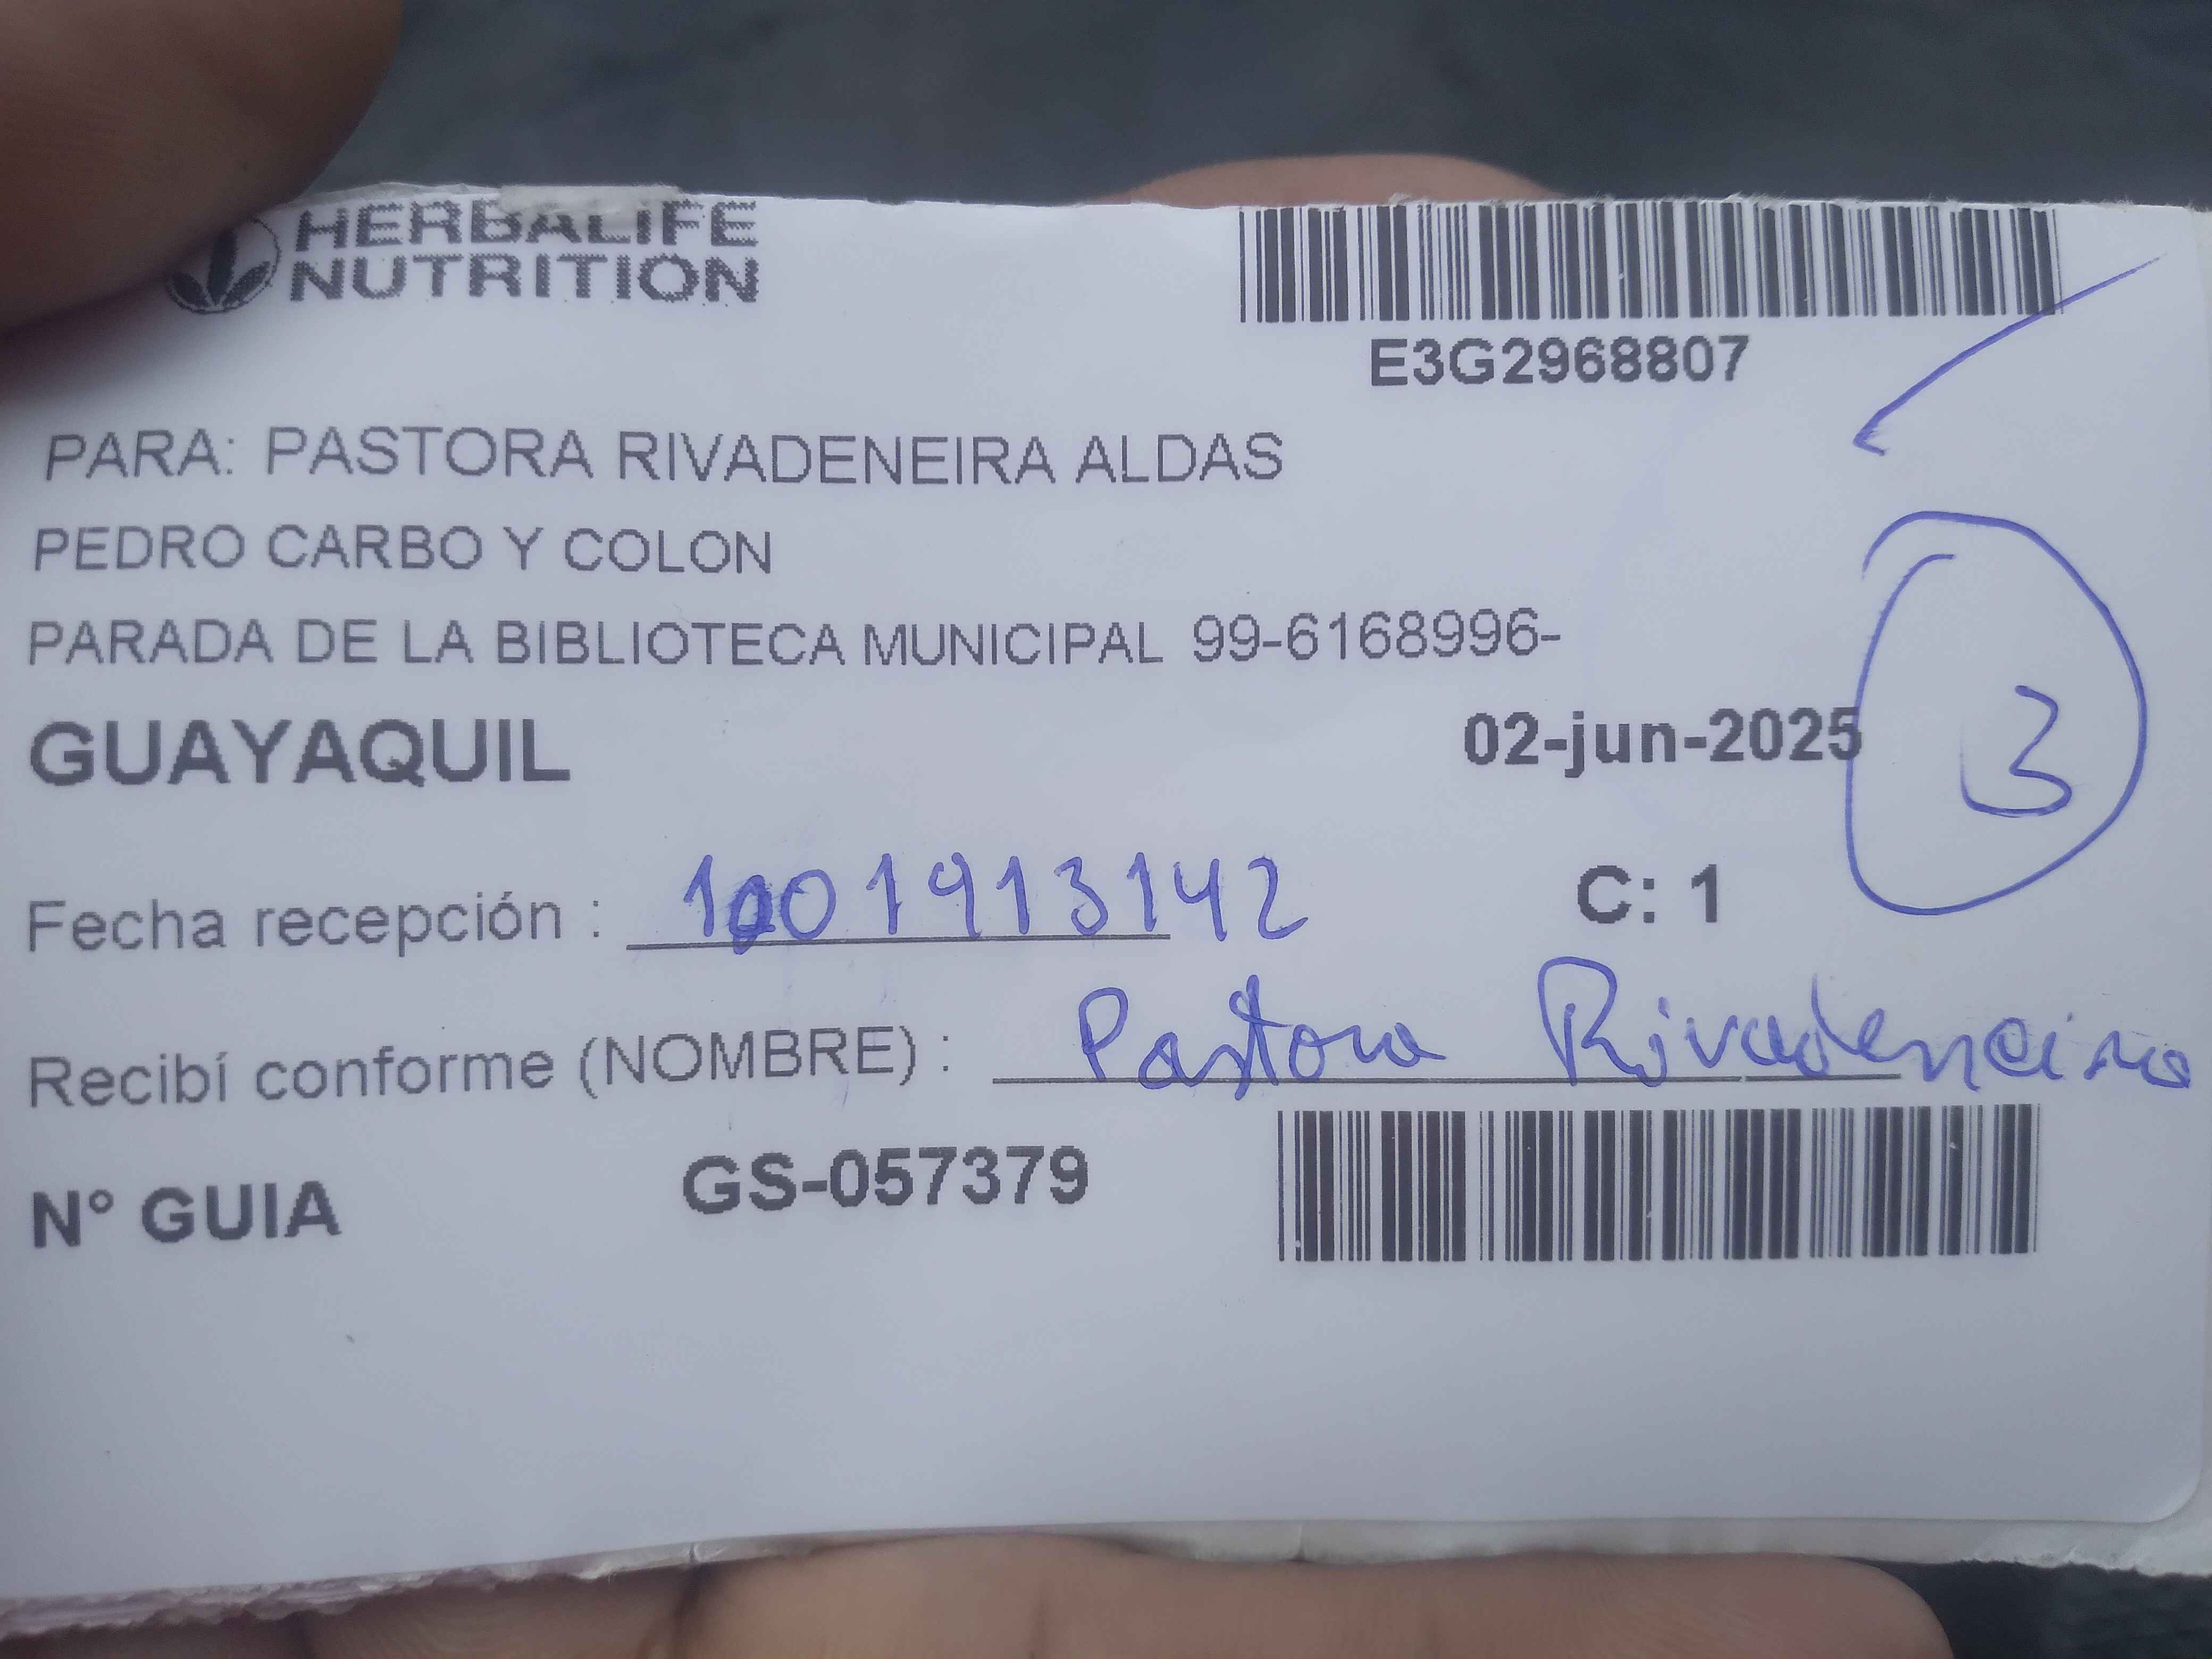 HERBALIFE
NUTRITION
E3G2968807
PARA: PASTORA RIVADENEIRA ALDAS
PEDRO CARBO Y COLON
PARADA DE LA BIBLIOTECA MUNICIPAL 99-6168996-
GUAYAQUIL 02-jun-2025
3
Fecha recepción : 1001913142 C: 1
Recibí conforme (NOMBRE) : Pastora Rivadeneira
N° GUIA GS-057379